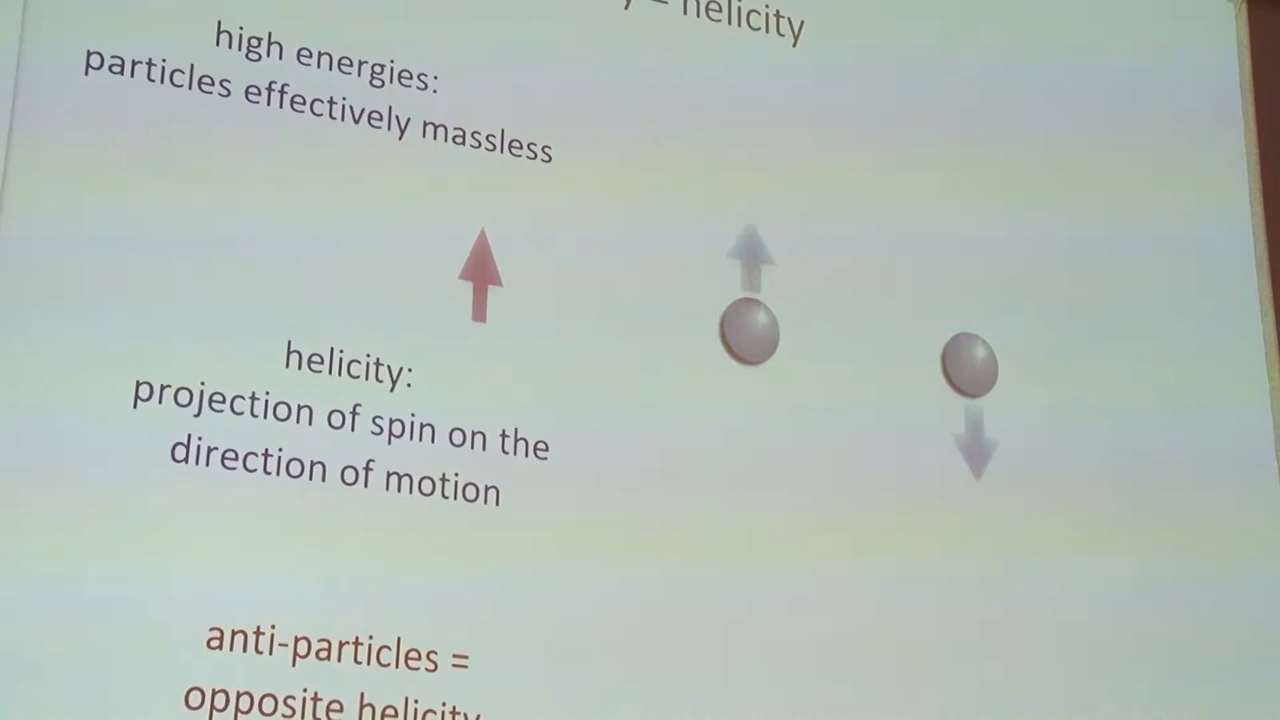 = helicity
high energies:
particles effectively massless
helicity:
projection of spin on the
direction of motion
anti-particles =
opposite helicity